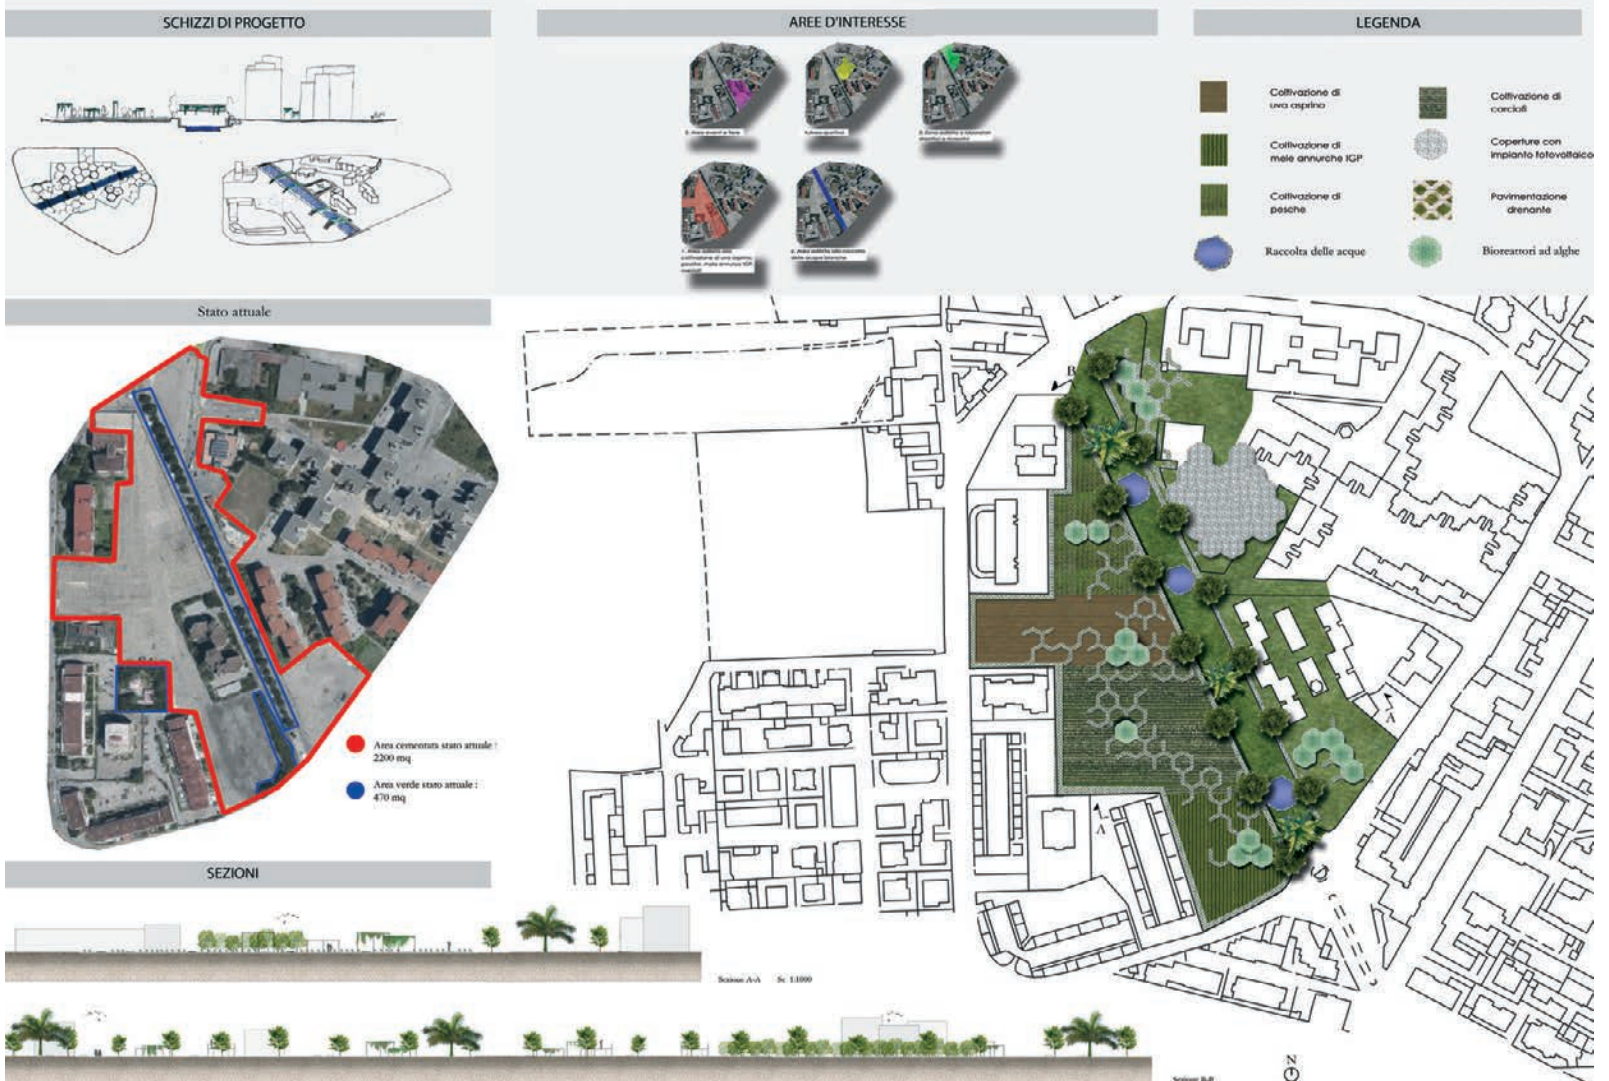 SCHIZZI DI PROGETTO
AREE D'INTERESSE
LEGENDA
Coltivazione di
uva asprina
Coltivazione di
carciofi
Coltivazione di
mele annurche IGP
Coperture con
impianto fotovoltaico
Coltivazione di
pesche
Pavimentazione
drenante
Raccolta delle acque
Bioreattori ad alghe
Stato attuale
Area cementata stato attuale :
2200 mq
Area verde stato attuale :
470 mq
SEZIONI
Sezione A-A Sc 1:1000
Sezione B-B
B
A
A
N